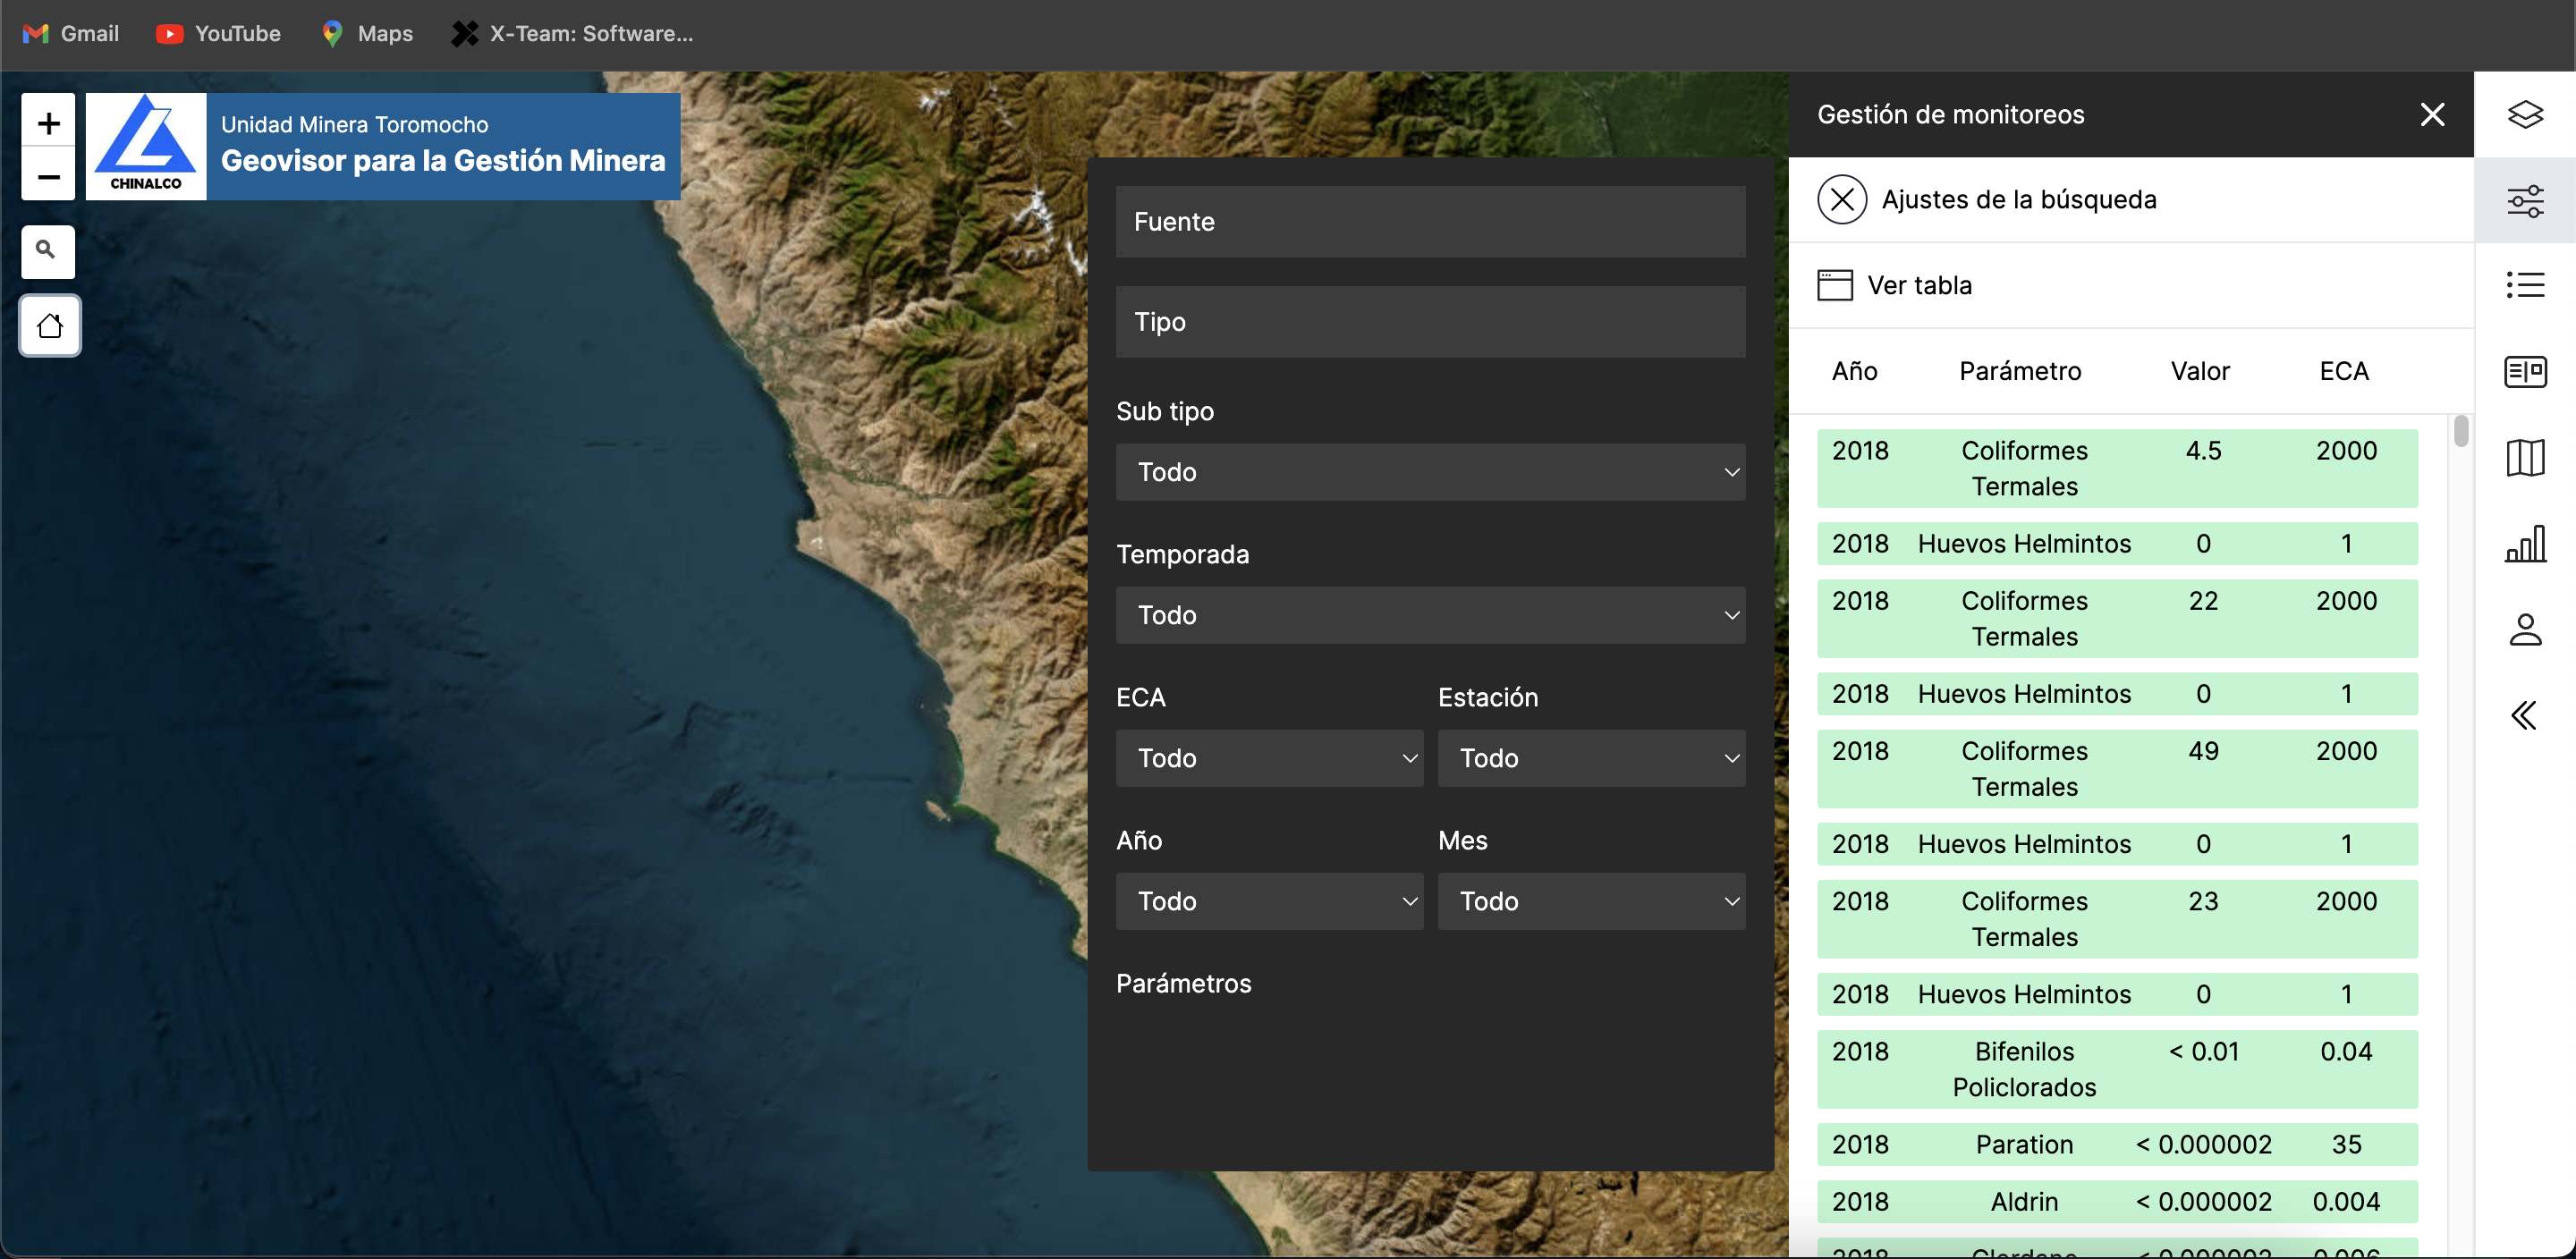 Gmail
YouTube
Maps
X-Team: Software...
CHINALCO
Unidad Minera Toromocho
Geovisor para la Gestión Minera
Fuente
Tipo
Sub tipo
Todo
Temporada
Todo
ECA Estación
Todo Todo
Año Mes
Todo Todo
Parámetros
Gestión de monitoreos
Ajustes de la búsqueda
Ver tabla
Año Parámetro Valor ECA
2018 Coliformes 4.5 2000
Termales
2018 Huevos Helmintos 0 1
2018 Coliformes 22 2000
Termales
2018 Huevos Helmintos 0 1
2018 Coliformes 49 2000
Termales
2018 Huevos Helmintos 0 1
2018 Coliformes 23 2000
Termales
2018 Huevos Helmintos 0 1
2018 Bifenilos < 0.01 0.04
Policlorados
2018 Paration < 0.000002 35
2018 Aldrin < 0.000002 0.004